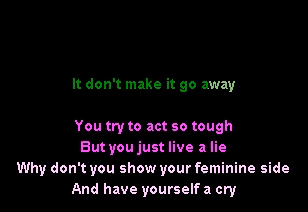 It don't make it go away
You try to act so tough
But you just live a lie
Why don't you show your feminine side
And have yourself a cry